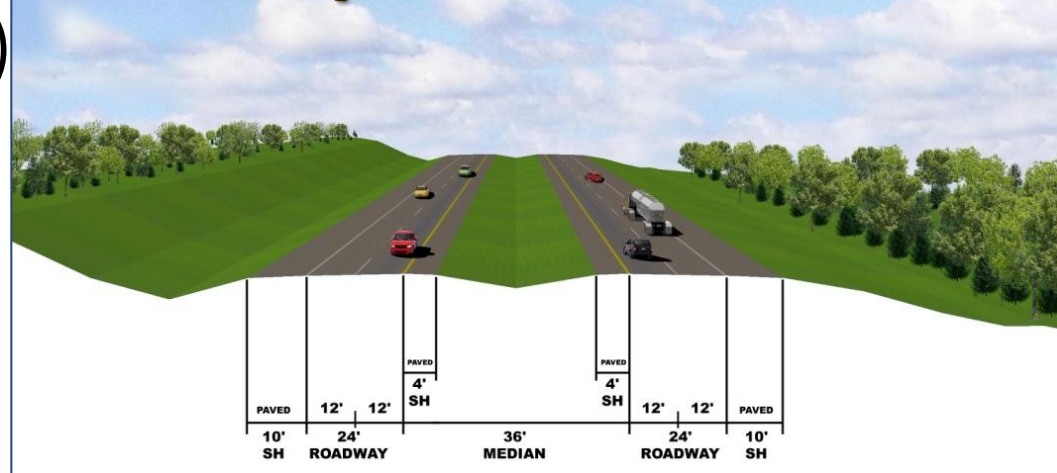 PAVED
4'
SH
PAVED
4'
SH
PAVED
12' 12'
12' 12'
PAVED
10'
SH
24'
ROADWAY
36'
MEDIAN
24'
ROADWAY
10'
SH